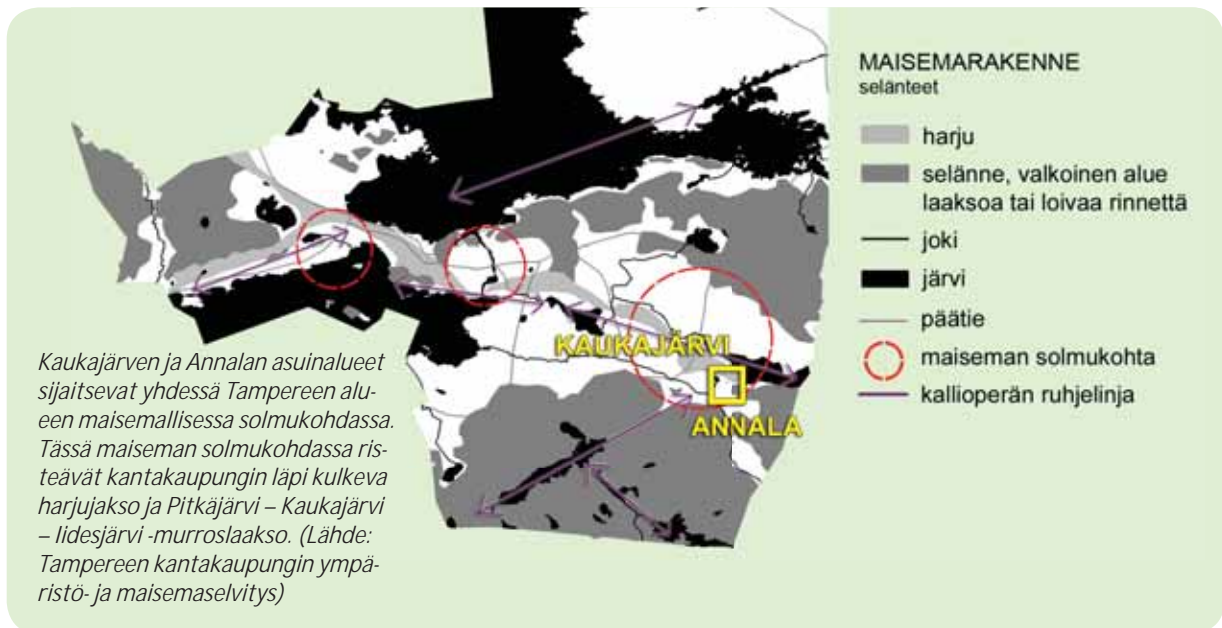 MAISEMARAKENNE
selänteet
harju
selänne, valkoinen alue
laaksoa tai loivaa rinnettä
joki
järvi
päätie
maiseman solmukohta
kallioperän ruhjelinja
KAUKAJÄRVI
ANNALA
Kaukajärven ja Annalan asuinalueet
sijaitsevat yhdessä Tampereen alu-
een maisemallisessa solmukohdassa.
Tässä maiseman solmukohdassa ris-
teävät kantakaupungin läpi kulkeva
harjujakso ja Pitkäjärvi – Kaukajärvi
– Iidesjärvi -murroslaakso. (Lähde:
Tampereen kantakaupungin ympä-
ristö- ja maisemaselvitys)